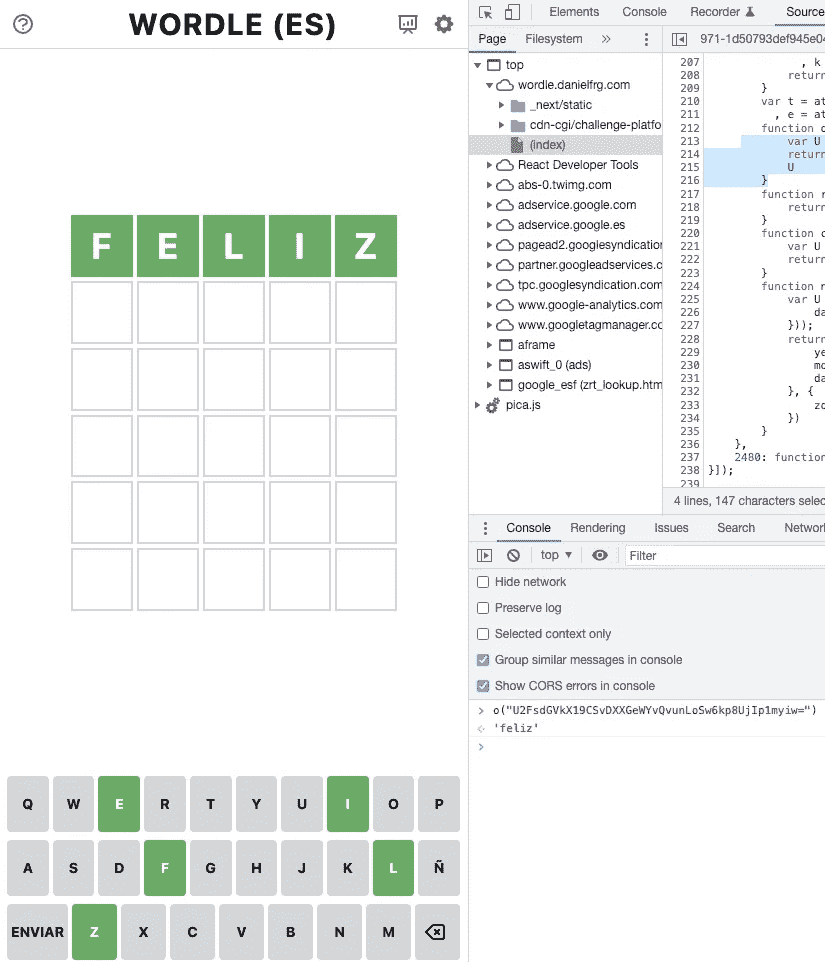 WORDLE (ES)
F E L I Z
Q W E R T Y U I O P
A S D F G H J K L Ñ
ENVIAR Z X C V B N M
Elements Console Recorder Source
Page Filesystem » 971-1d50793def945e04
top
wordle.danielfrg.com
_next/static
cdn-cgi/challenge-platfo
(index)
React Developer Tools
abs-0.twimg.com
adservice.google.com
adservice.google.es
pagead2.googlesyndication
partner.googleadservices.c
tpc.googlesyndication.com
www.google-analytics.com
www.googletagmanager.co
aframe
aswift_0 (ads)
google_esf (zrt_lookup.htm
pica.js
207 , k
208 return
209 }
210 var t = at
211 , e = at
212 function o
213 var U
214 return
215 U
216 }
217 function r
218 return
219 }
220 function c
221 var U
222 return
223 }
224 function n
225 var U
226 da
227 }));
228 return
229 ye
230 mo
231 da
232 }, {
233 zo
234 })
235 }
236 },
237 2480: function
238 }]);
239
4 lines, 147 characters selec
Console Rendering Issues Search Network
top ▼ Filter
Hide network
Preserve log
Selected context only
Group similar messages in console
Show CORS errors in console
> o("U2FsdGVkX19CSvDXXGeWYvQvunLoSw6kp8UjIp1myiw=")
'feliz'
>